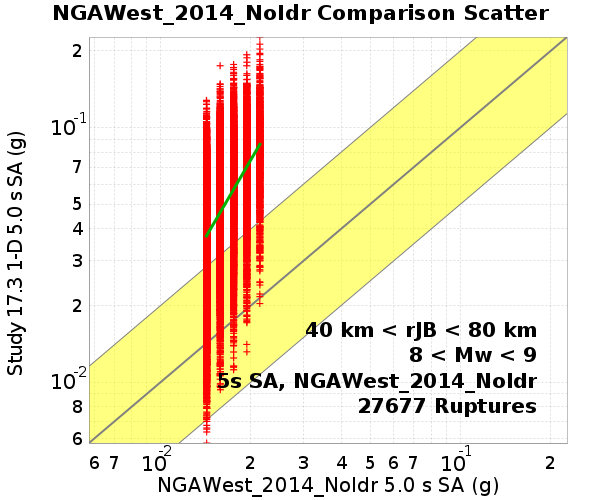 NGAWest_2014_NoIdr Comparison Scatter
Study 17.3 1-D 5.0 s SA (g)
2
10-1
7
5
4
3
2
10-2
8
6
40 km < rJB < 80 km
8 < Mw < 9
5s SA, NGAWest_2014_NoIdr
27677 Ruptures
6 7 10-2 2 3 4 5 6 7 10-1 2
NGAWest_2014_NoIdr 5.0 s SA (g)